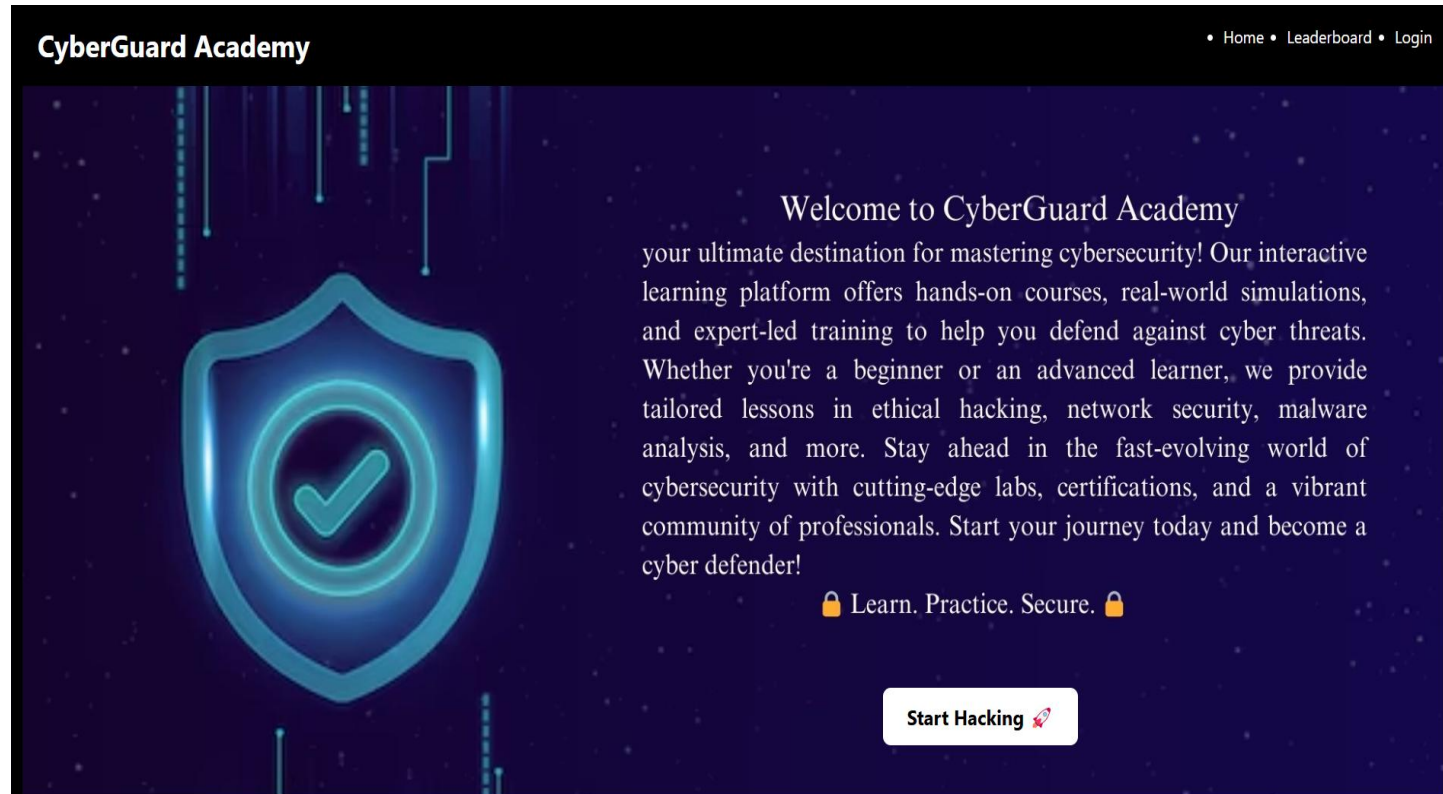 CyberGuard Academy
• Home • Leaderboard • Login
Welcome to CyberGuard Academy
your ultimate destination for mastering cybersecurity! Our interactive
learning platform offers hands-on courses, real-world simulations,
and expert-led training to help you defend against cyber threats.
Whether you're a beginner or an advanced learner, we provide
tailored lessons in ethical hacking, network security, malware
analysis, and more. Stay ahead in the fast-evolving world of
cybersecurity with cutting-edge labs, certifications, and a vibrant
community of professionals. Start your journey today and become a
cyber defender!
🔒 Learn. Practice. Secure. 🔒
Start Hacking 🚀